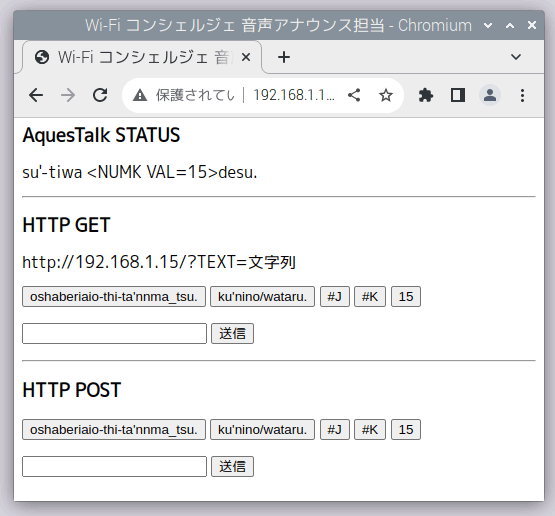 Wi-Fi コンシェルジェ 音声アナウンス担当 - Chromium
Wi-Fi コンシェルジェ 音
保護されてい 192.168.1.1...
AquesTalk STATUS
su'-tiwa <NUMK VAL=15>desu.
HTTP GET
http://192.168.1.15/?TEXT=文字列
oshaberiaio-thi-ta'nnma_tsu. ku'nino/wataru. #J #K 15
送信
HTTP POST
oshaberiaio-thi-ta'nnma_tsu. ku'nino/wataru. #J #K 15
送信